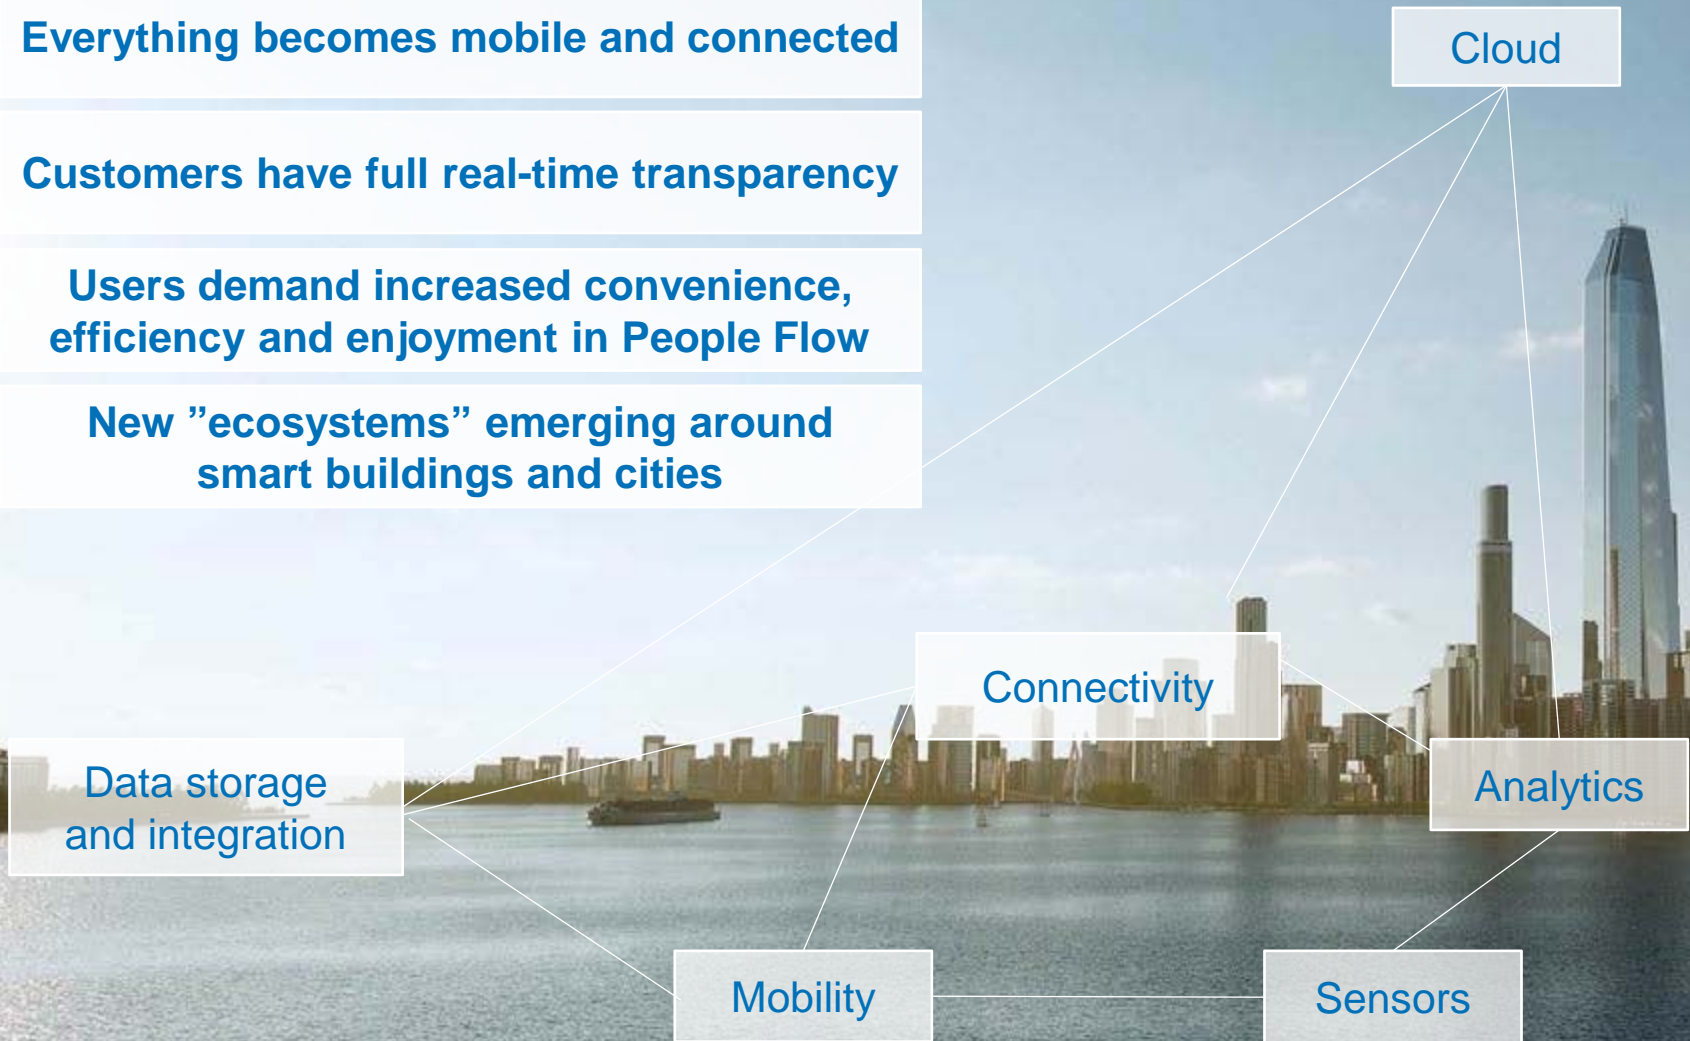 Everything becomes mobile and connected
Customers have full real-time transparency
Users demand increased convenience,
efficiency and enjoyment in People Flow
New ”ecosystems” emerging around
smart buildings and cities
Cloud
Connectivity
Data storage
and integration
Analytics
Mobility
Sensors